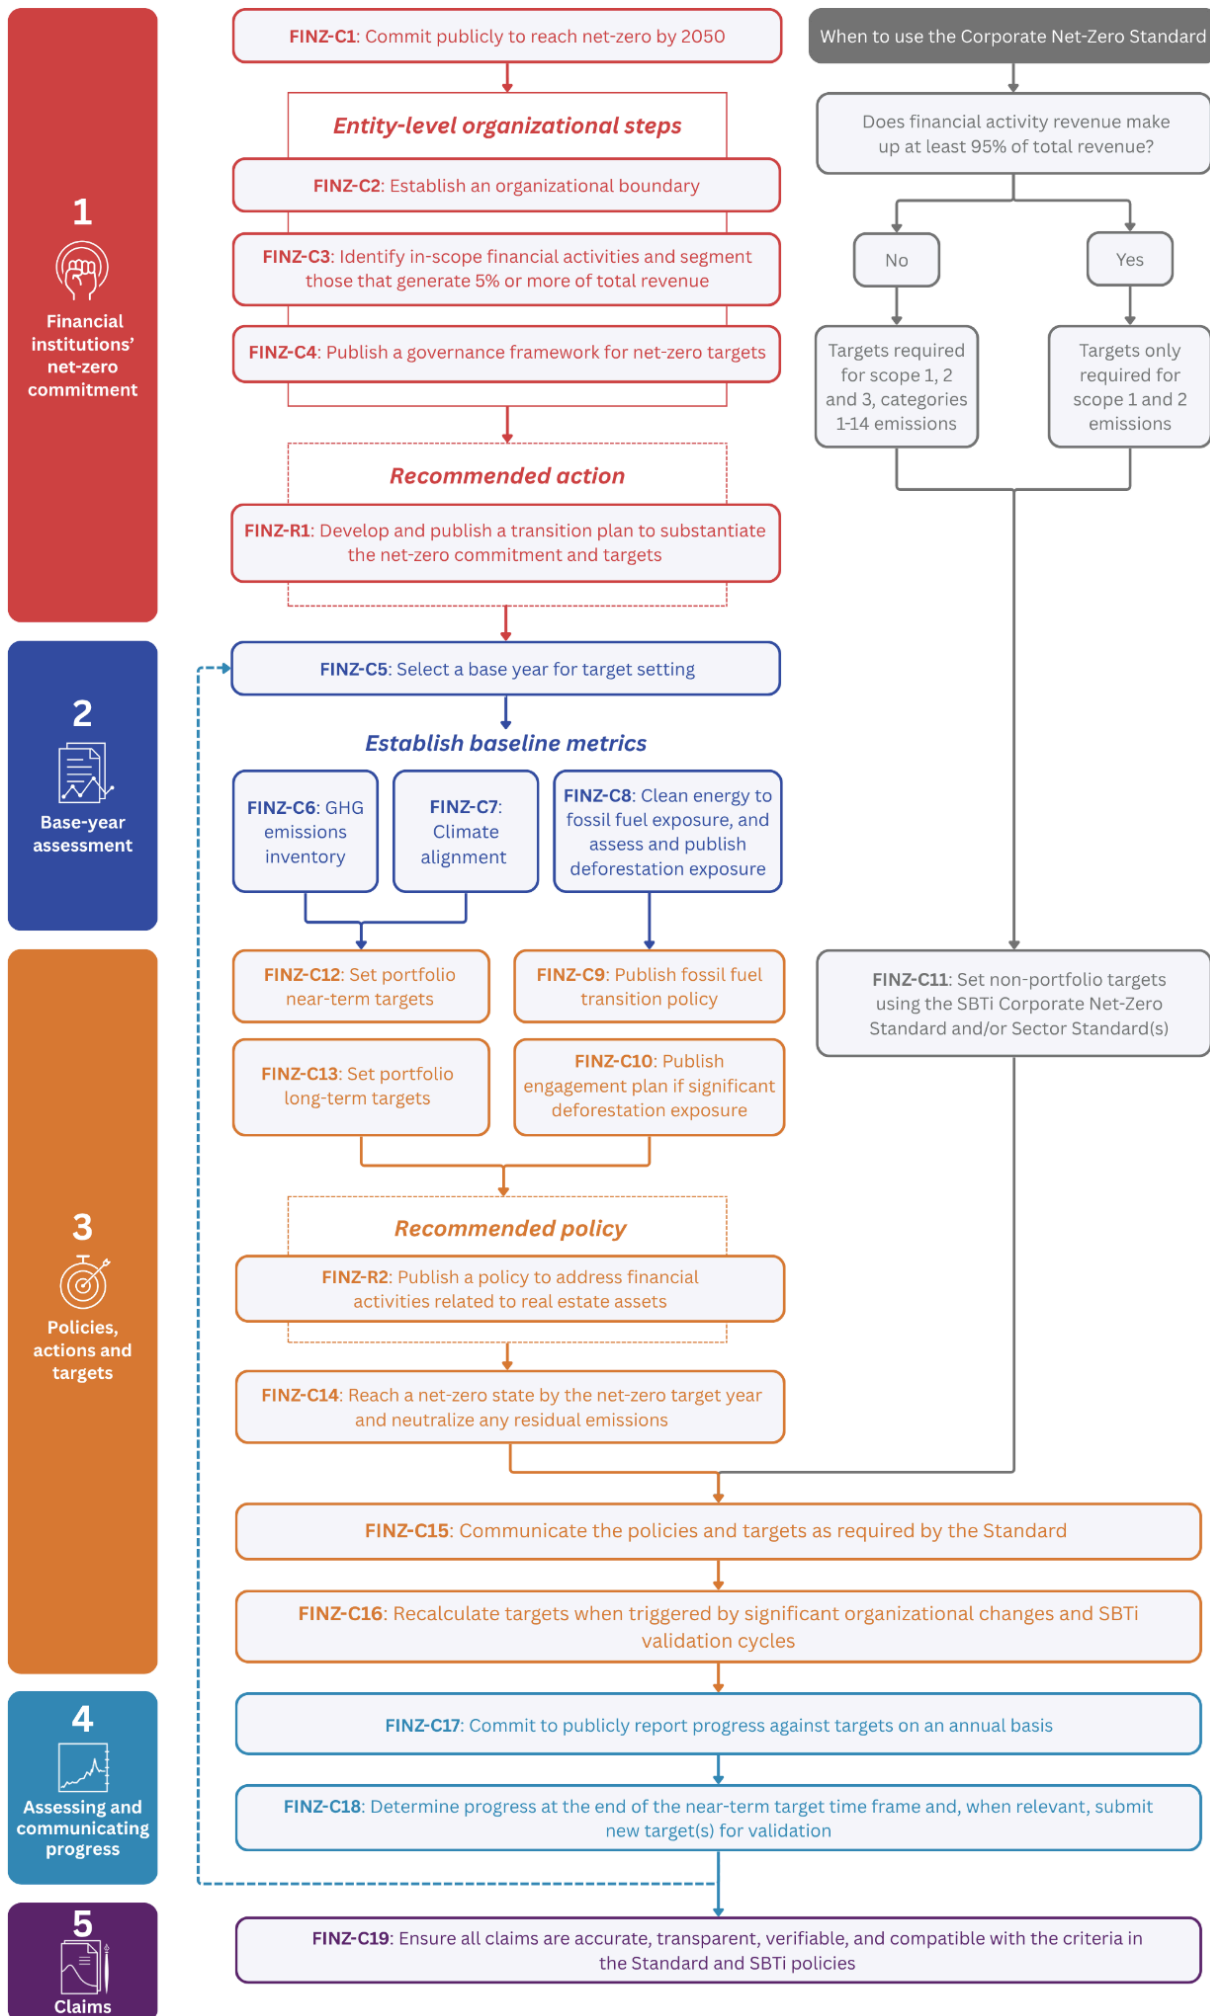 1
Financial
institutions’
net-zero
commitment
FINZ-C1: Commit publicly to reach net-zero by 2050
Entity-level organizational steps
FINZ-C2: Establish an organizational boundary
FINZ-C3: Identify in-scope financial activities and segment
those that generate 5% or more of total revenue
FINZ-C4: Publish a governance framework for net-zero targets
Recommended action
FINZ-R1: Develop and publish a transition plan to substantiate
the net-zero commitment and targets
When to use the Corporate Net-Zero Standard
Does financial activity revenue make
up at least 95% of total revenue?
No
Yes
Targets required
for scope 1, 2
and 3, categories
1-14 emissions
Targets only
required for
scope 1 and 2
emissions
2
Base-year
assessment
FINZ-C5: Select a base year for target setting
Establish baseline metrics
FINZ-C6: GHG
emissions
inventory
FINZ-C7:
Climate
alignment
FINZ-C8: Clean energy to
fossil fuel exposure, and
assess and publish
deforestation exposure
3
Policies,
actions and
targets
FINZ-C12: Set portfolio
near-term targets
FINZ-C9: Publish fossil fuel
transition policy
FINZ-C11: Set non-portfolio targets
using the SBTi Corporate Net-Zero
Standard and/or Sector Standard(s)
FINZ-C13: Set portfolio
long-term targets
FINZ-C10: Publish
engagement plan if significant
deforestation exposure
Recommended policy
FINZ-R2: Publish a policy to address financial
activities related to real estate assets
FINZ-C14: Reach a net-zero state by the net-zero target year
and neutralize any residual emissions
FINZ-C15: Communicate the policies and targets as required by the Standard
FINZ-C16: Recalculate targets when triggered by significant organizational changes and SBTi
validation cycles
4
Assessing and
communicating
progress
FINZ-C17: Commit to publicly report progress against targets on an annual basis
FINZ-C18: Determine progress at the end of the near-term target time frame and, when relevant, submit
new target(s) for validation
5
Claims
FINZ-C19: Ensure all claims are accurate, transparent, verifiable, and compatible with the criteria in
the Standard and SBTi policies